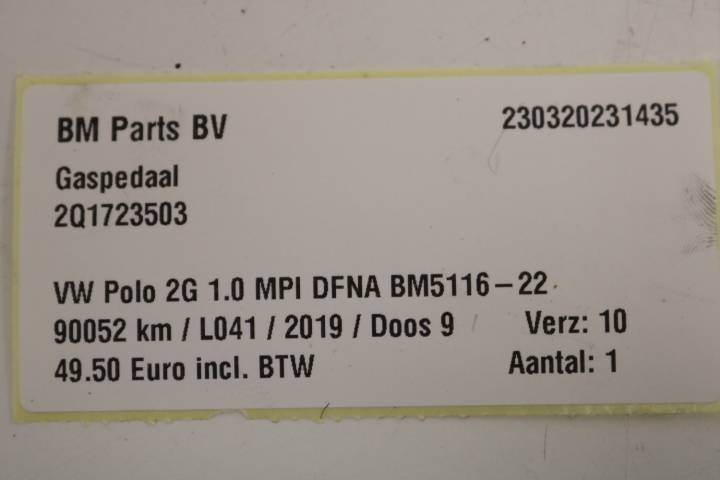 BM Parts BV 230320231435
Gaspedaal
2Q1723503
VW Polo 2G 1.0 MPI DFNA BM5116-22
90052 km / L041 / 2019 / Doos 9 Verz: 10
49.50 Euro incl. BTW Aantal: 1